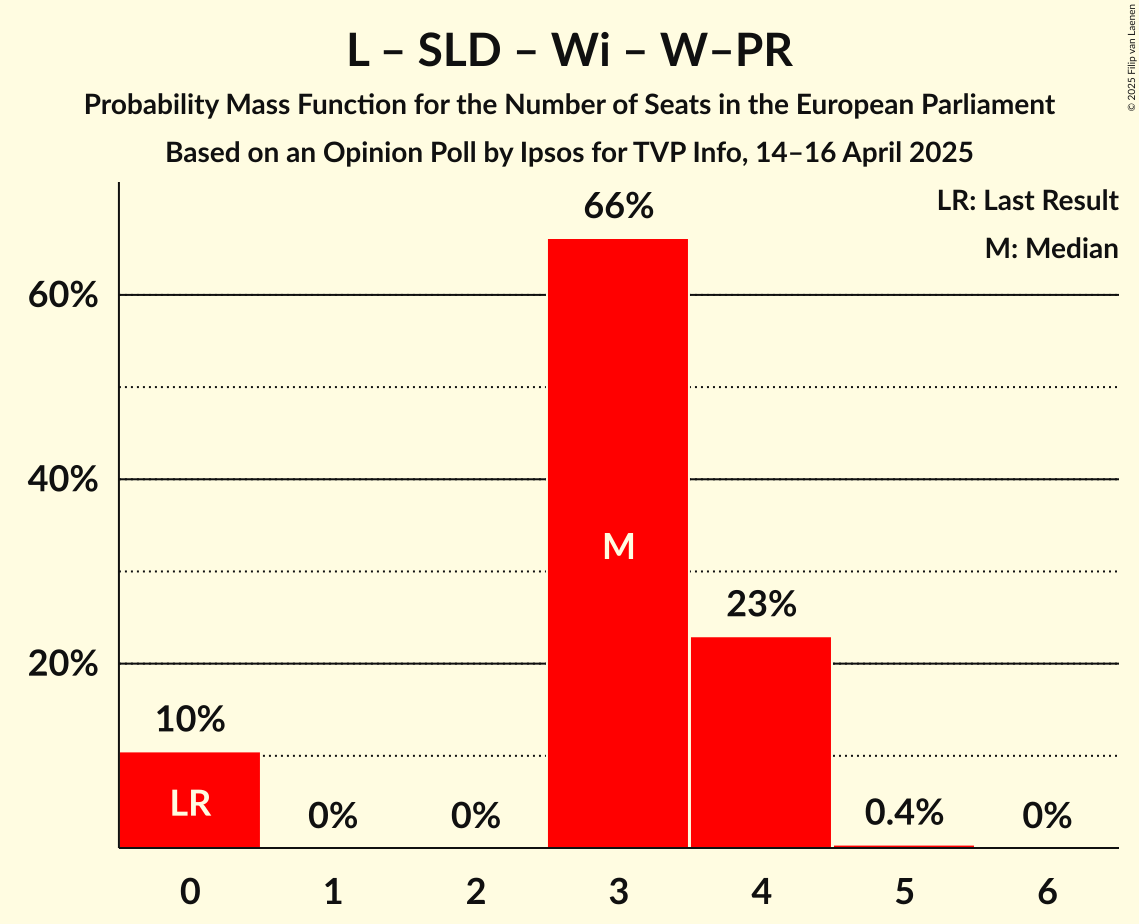 L – SLD – Wi – W–PR
Probability Mass Function for the Number of Seats in the European Parliament
Based on an Opinion Poll by Ipsos for TVP Info, 14–16 April 2025
© 2025 Filip van Laenen
LR: Last Result
M: Median
60%
40%
20%
66%
M
23%
10%
LR
0%
0%
0.4%
0%
0 1 2 3 4 5 6